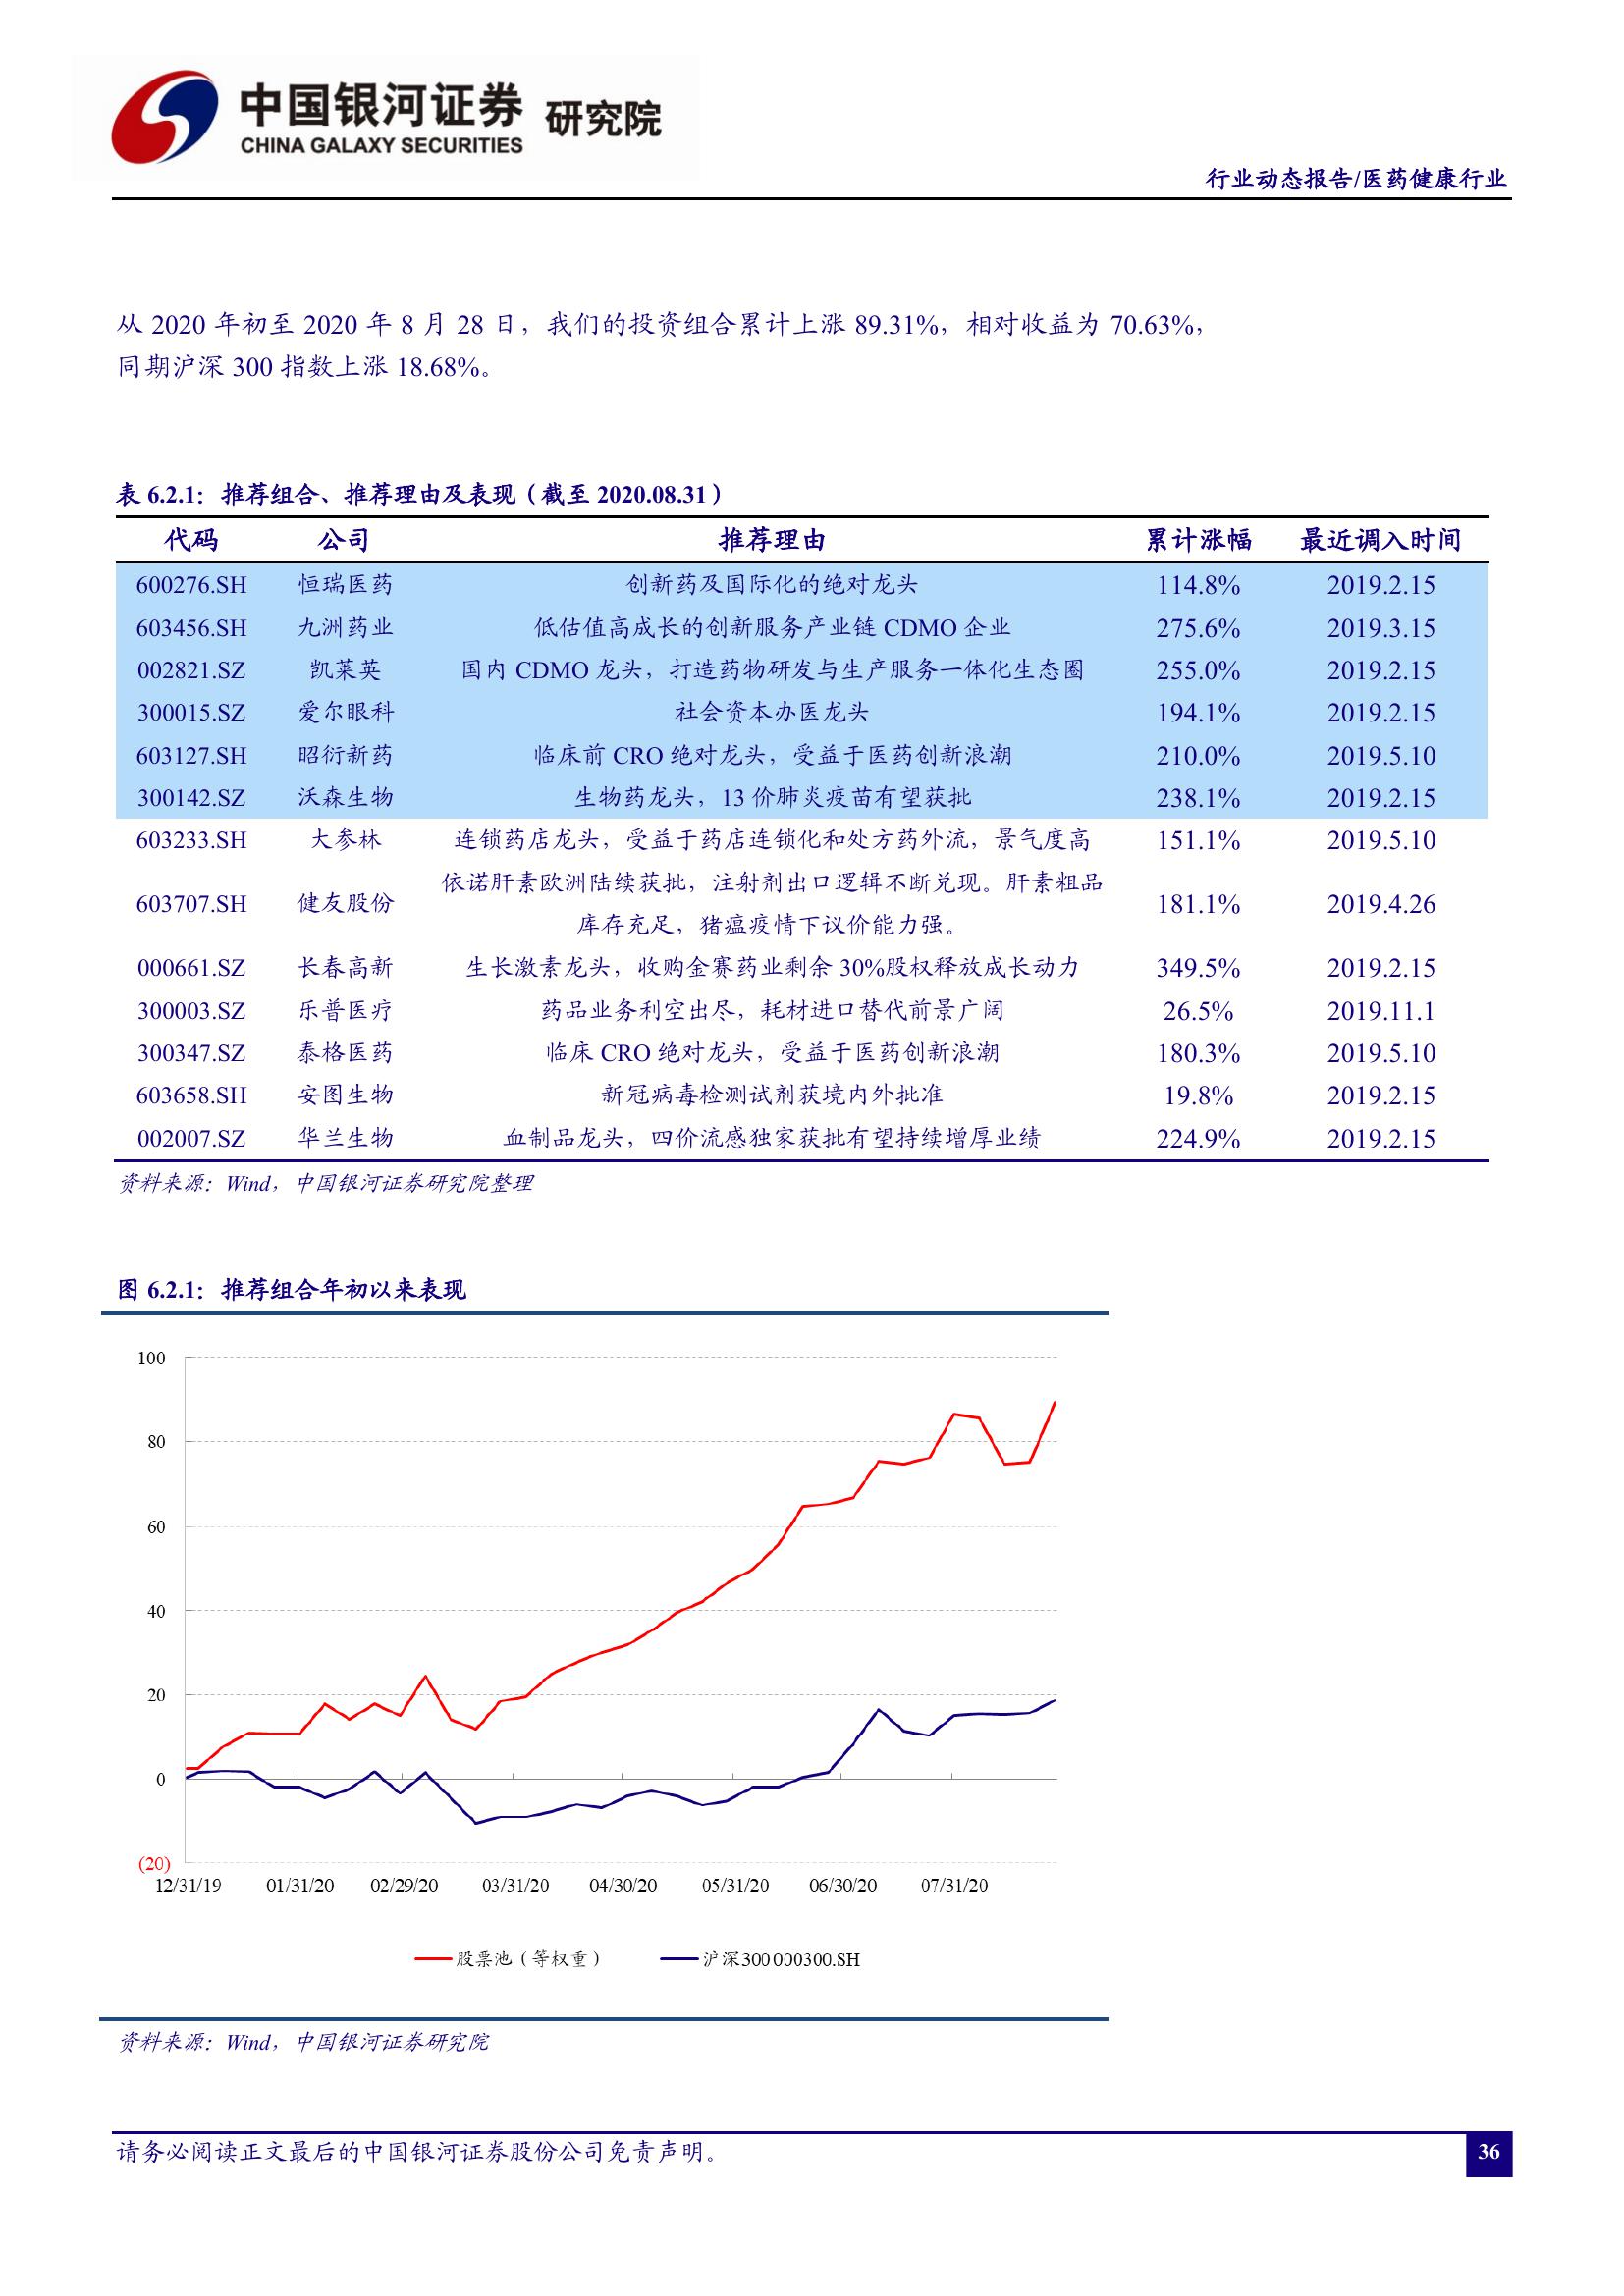 中国银河证券 研究院
CHINA GALAXY SECURITIES
行业动态报告/医药健康行业
从 2020 年初至 2020 年 8 月 28 日，我们的投资组合累计上涨 89.31%，相对收益为 70.63%，
同期沪深 300 指数上涨 18.68%。
表 6.2.1：推荐组合、推荐理由及表现（截至 2020.08.31）
代码 公司 推荐理由 累计涨幅 最近调入时间
600276.SH 恒瑞医药 创新药及国际化的绝对龙头 114.8% 2019.2.15
603456.SH 九洲药业 低估值高成长的创新服务产业链 CDMO 企业 275.6% 2019.3.15
002821.SZ 凯莱英 国内 CDMO 龙头，打造药物研发与生产服务一体化生态圈 255.0% 2019.2.15
300015.SZ 爱尔眼科 社会资本办医龙头 194.1% 2019.2.15
603127.SH 昭衍新药 临床前 CRO 绝对龙头，受益于医药创新浪潮 210.0% 2019.5.10
300142.SZ 沃森生物 生物药龙头，13 价肺炎疫苗有望获批 238.1% 2019.2.15
603233.SH 大参林 连锁药店龙头，受益于药店连锁化和处方药外流，景气度高 151.1% 2019.5.10
603707.SH 健友股份 依诺肝素欧洲陆续获批，注射剂出口逻辑不断兑现。肝素粗品
库存充足，猪瘟疫情下议价能力强。 181.1% 2019.4.26
000661.SZ 长春高新 生长激素龙头，收购金赛药业剩余 30%股权释放成长动力 349.5% 2019.2.15
300003.SZ 乐普医疗 药品业务利空出尽，耗材进口替代前景广阔 26.5% 2019.11.1
300347.SZ 泰格医药 临床 CRO 绝对龙头，受益于医药创新浪潮 180.3% 2019.5.10
603658.SH 安图生物 新冠病毒检测试剂获境内外批准 19.8% 2019.2.15
002007.SZ 华兰生物 血制品龙头，四价流感独家获批有望持续增厚业绩 224.9% 2019.2.15
资料来源：Wind，中国银河证券研究院整理
图 6.2.1：推荐组合年初以来表现
100
80
60
40
20
0
(20)
12/31/19 01/31/20 02/29/20 03/31/20 04/30/20 05/31/20 06/30/20 07/31/20
股票池（等权重） 沪深300 000300.SH
资料来源：Wind，中国银河证券研究院
请务必阅读正文最后的中国银河证券股份公司免责声明。
36